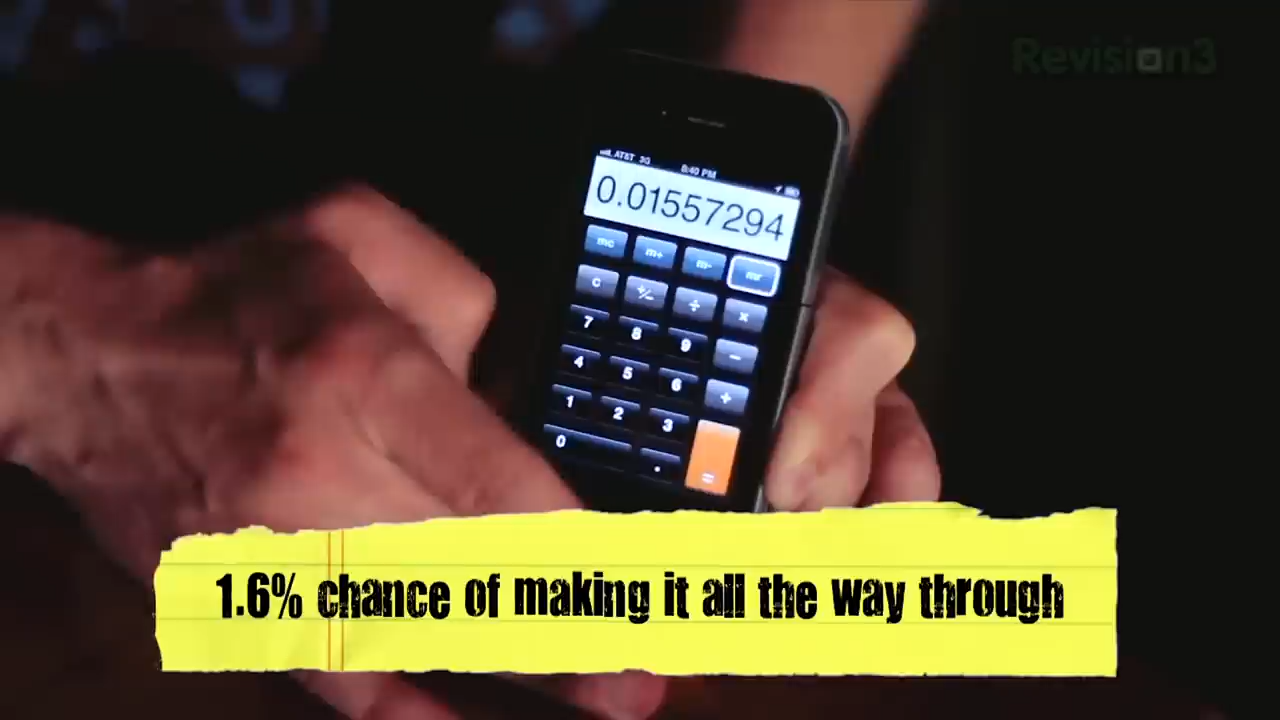 Revision3
AT&T 3G 8:40 PM
0.01557294
mc m+ m- mr
c +/- ÷ ×
7 8 9 −
4 5 6 +
1 2 3
0 . =
1.6% chance of making it all the way through